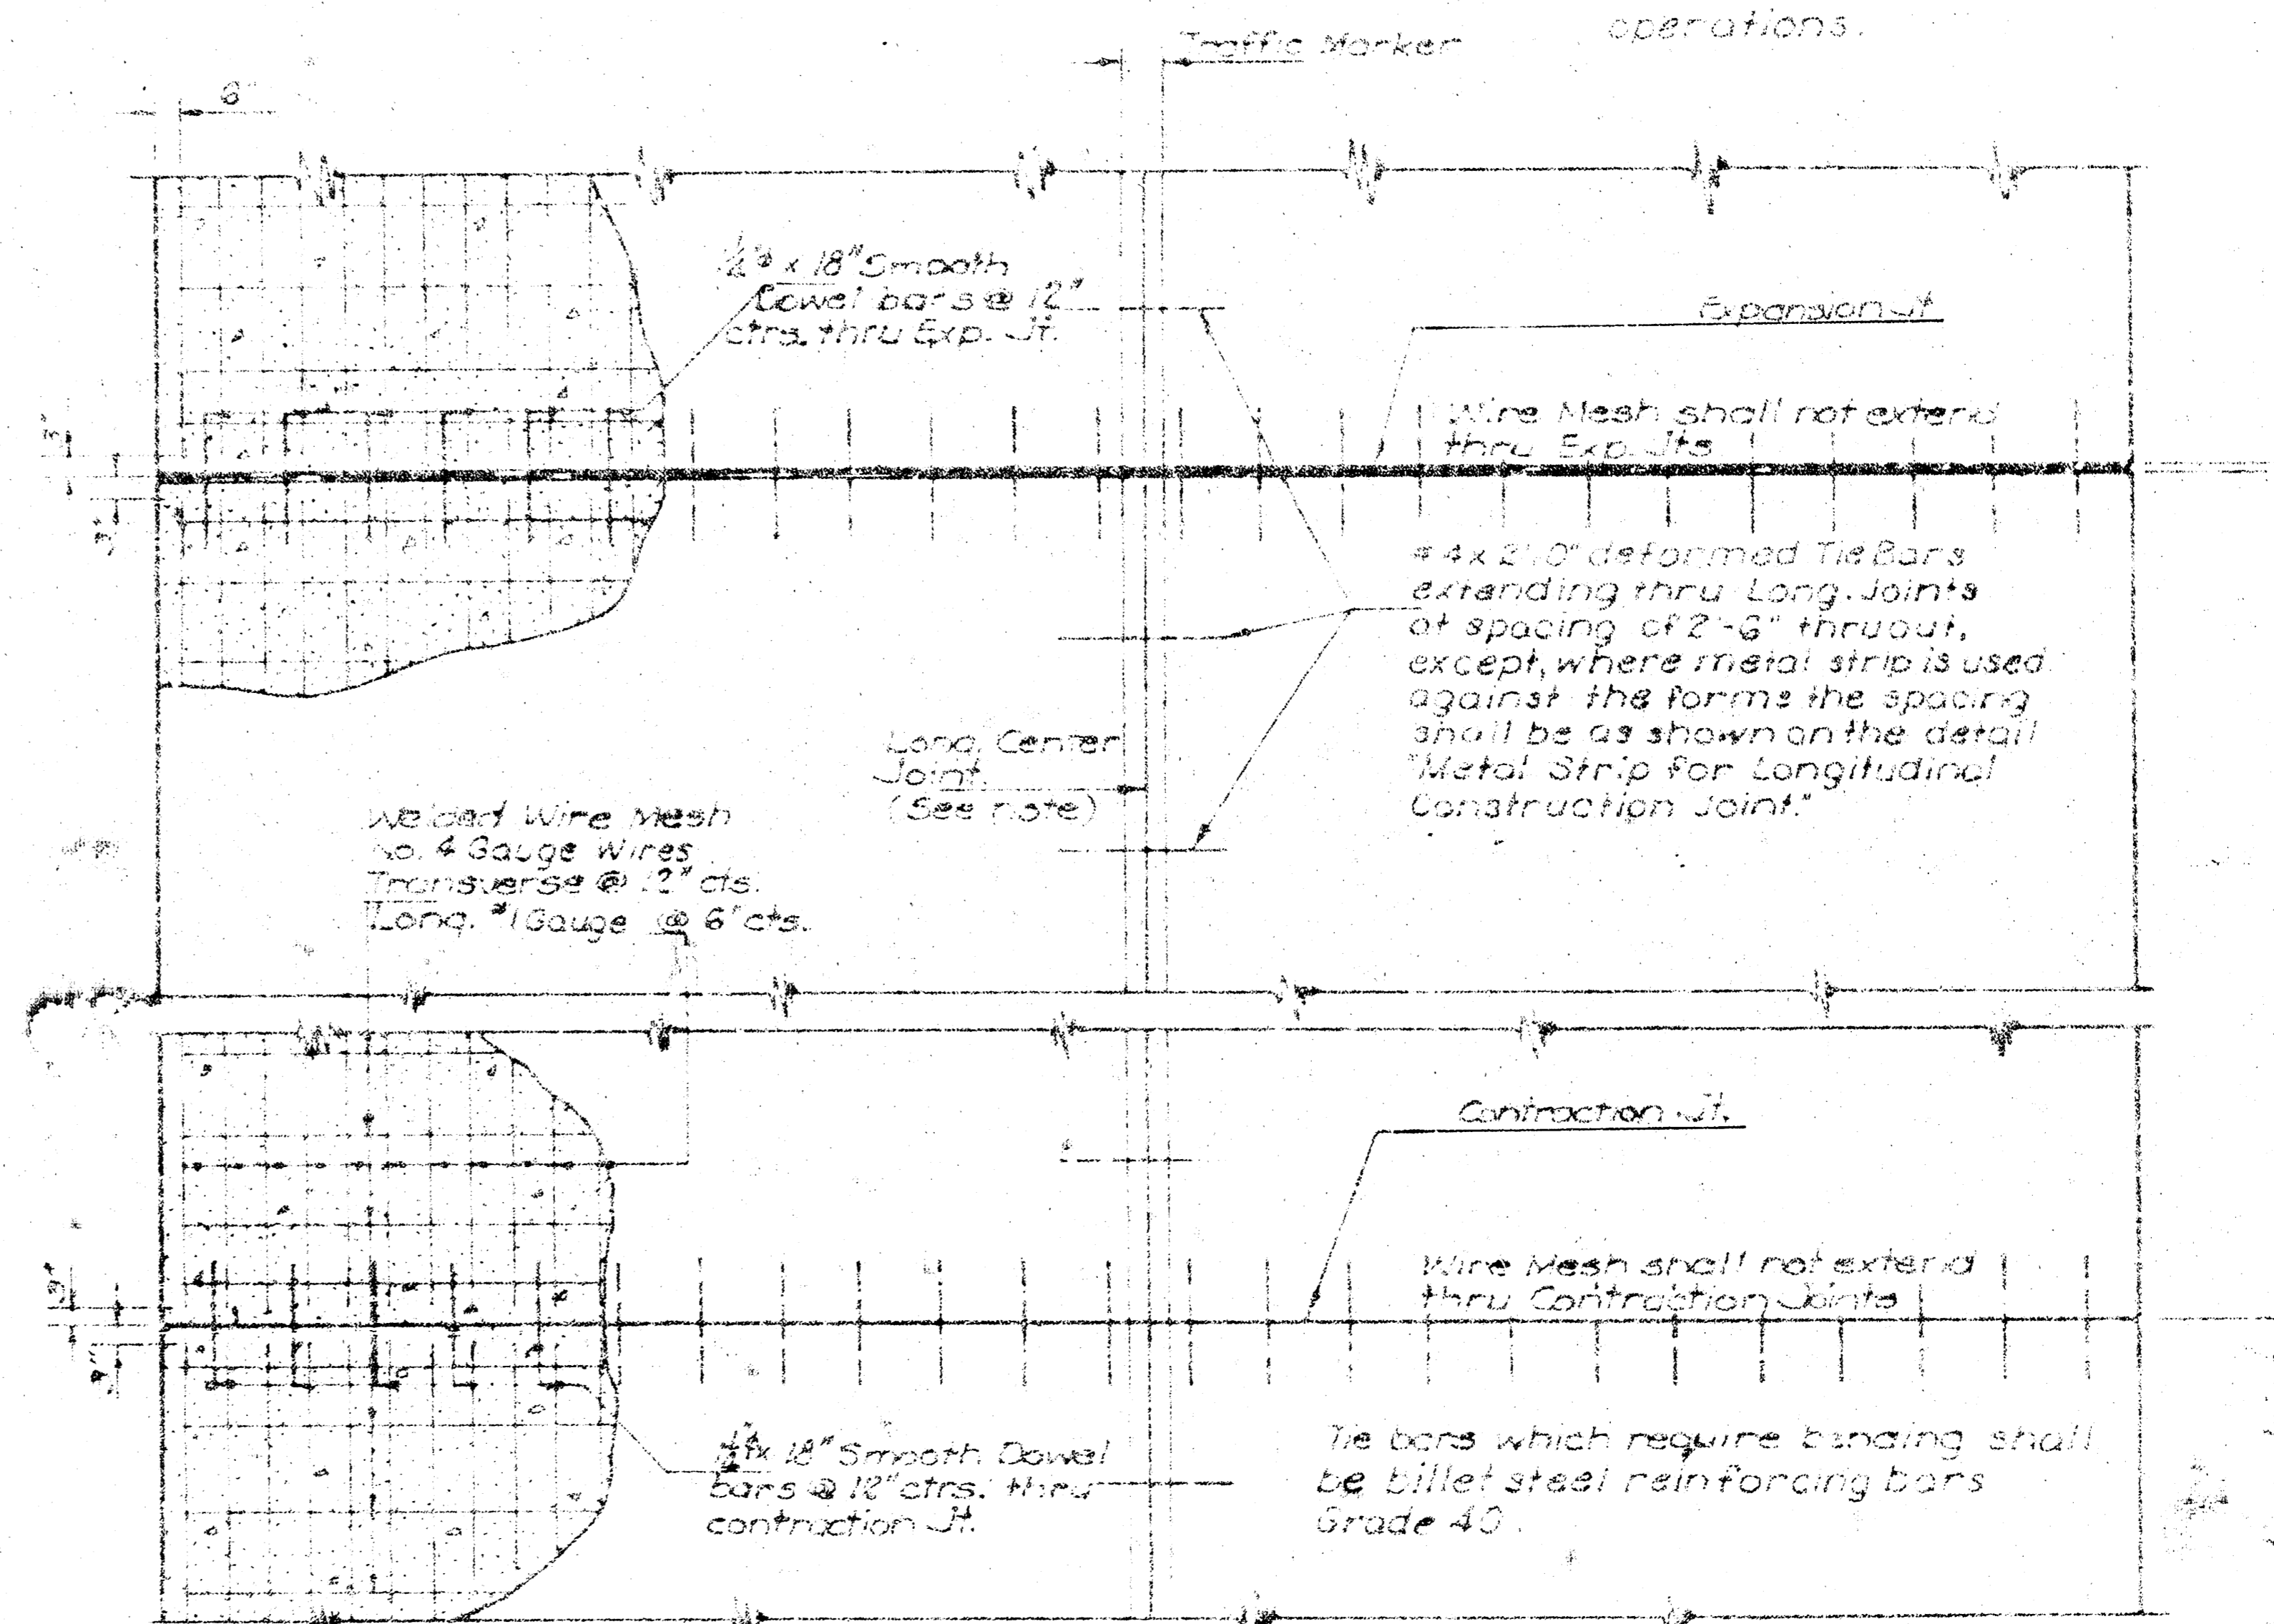 operations.
Traffic Marker
6"
x 18" Smooth
Dowel bars @ 12"
ctrs. thru Exp. Jt.
Expansion Jt
Wire Mesh shall not extend
thru Exp. Jts
#4x 2'-0" deformed Tie Bars
extending thru Long. Joints
at spacing of 2'-6" thruout,
except, where metal strip is used
against the forms the spacing
shall be as shown on the detail
"Metal Strip for Longitudinal
Construction Joint."
Long. Center
Joint.
(See note)
Welded Wire Mesh
No. 4 Gauge Wires
Transverse @ 12" cts.
Long. #1 Gauge @ 6" cts.
Contraction Jt.
Wire Mesh shall not extend
thru Contraction Joints
x 18" Smooth Dowel
bars @ 12" ctrs. thru
contraction Jt.
Tie bars which require bending shall
be billet steel reinforcing bars
Grade 40.